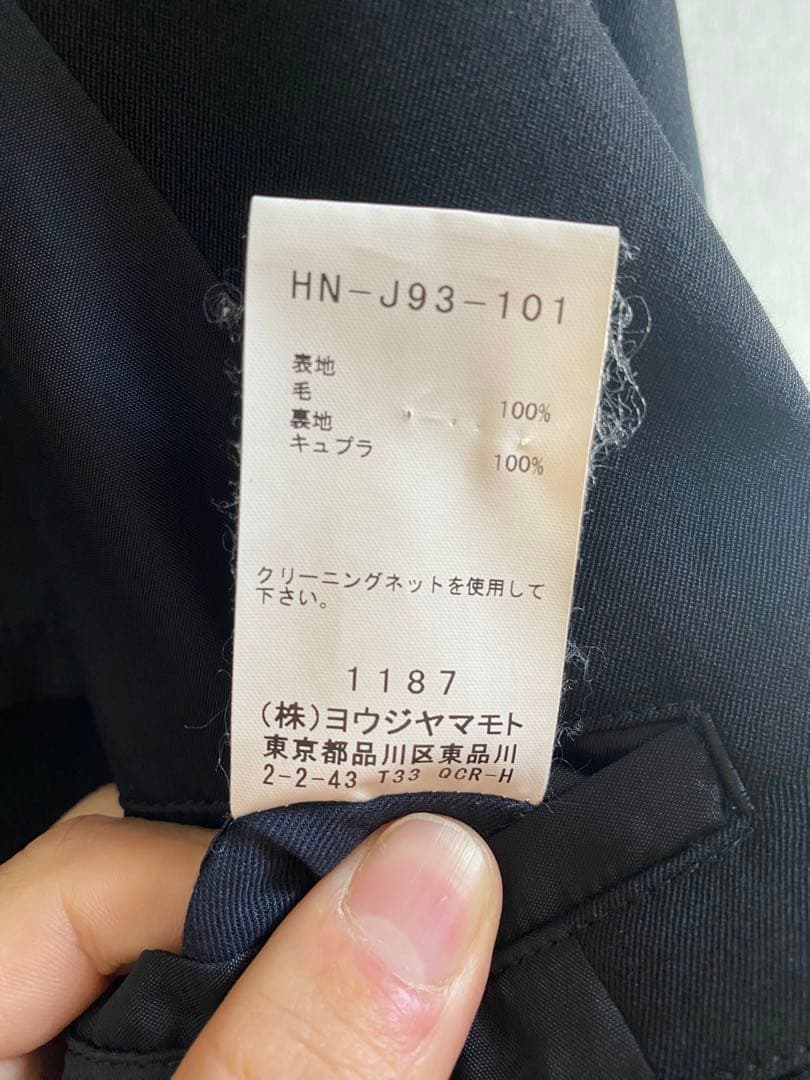 HN-J93-101
表地
毛 100%
裏地
キュプラ 100%
クリーニングネットを使用して
下さい。
1187
(株)ヨウジヤマモト
東京都品川区東品川
2-2-43 T33 QCR-H